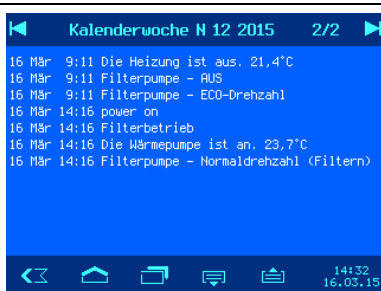 Kalenderwoche N 12 2015 2/2
16 Mär 9:11 Die Heizung ist aus. 21,4°C
16 Mär 9:11 Filterpumpe - AUS
16 Mär 9:11 Filterpumpe - ECO-Drehzahl
16 Mär 14:16 power on
16 Mär 14:16 Filterbetrieb
16 Mär 14:16 Die Wärmepumpe ist an. 23,7°C
16 Mär 14:16 Filterpumpe - Normaldrehzahl (Filtern)
14:32
16.03.15